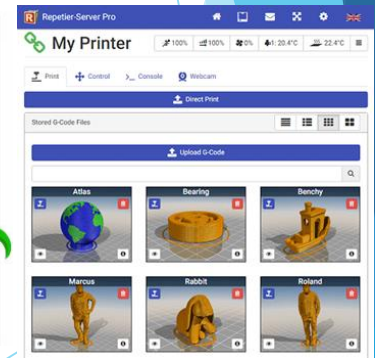 Repetier-Server Pro
My Printer
100% 100% 0% 1: 20.4°C 22.4°C
Print Control >_ Console Webcam
Direct Print
Stored G-Code Files
Upload G-Code
Atlas Bearing Benchy
Marcus Rabbit Roland